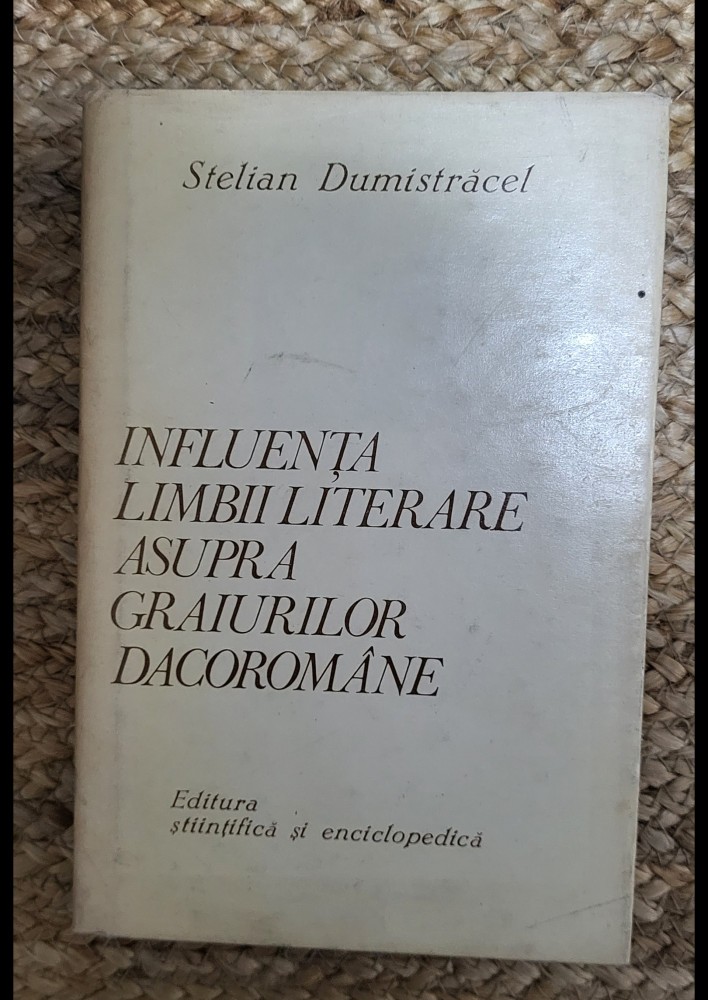 Stelian Dumistrăcel
INFLUENȚA
LIMBII LITERARE
ASUPRA
GRAIURILOR
DACOROMÂNE
Editura
științifică și enciclopedică